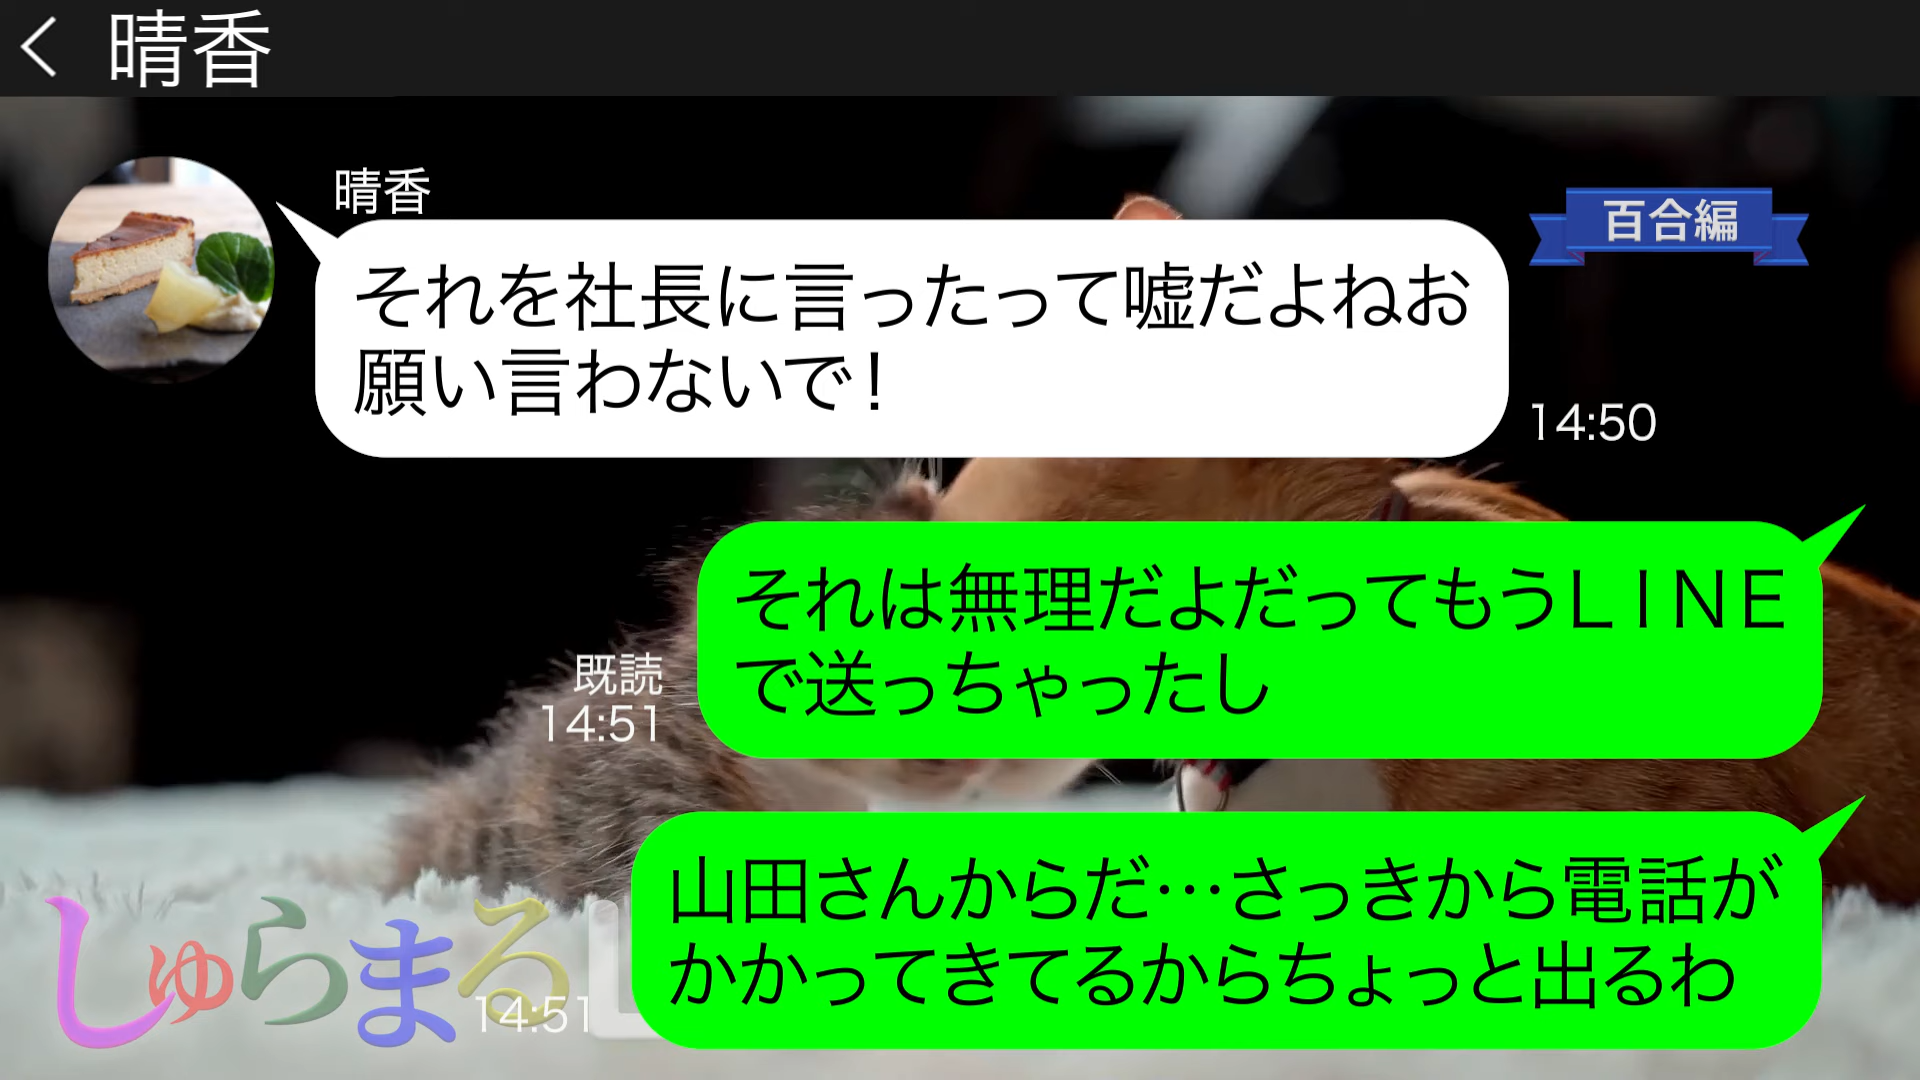 晴香
晴香
百合編
それを社長に言ったって嘘だよねお
願い言わないで!
14:50
それは無理だよだってもうLINE
で送っちゃったし
既読
14:51
山田さんからだ…さっきから電話が
かかってきてるからちょっと出るわ
14:51
しゅらまる